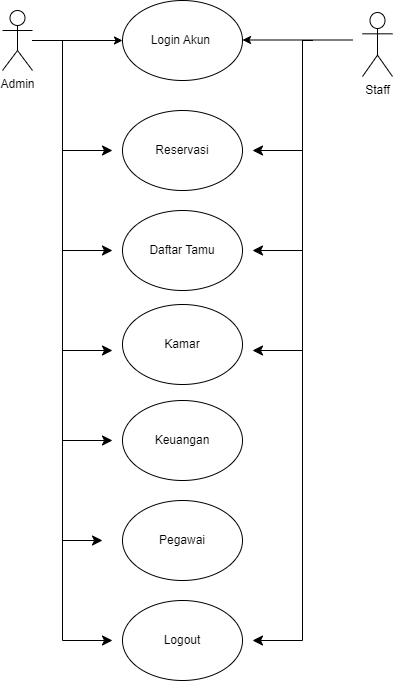 Login Akun
Admin
Staff
Reservasi
Daftar Tamu
Kamar
Keuangan
Pegawai
Logout